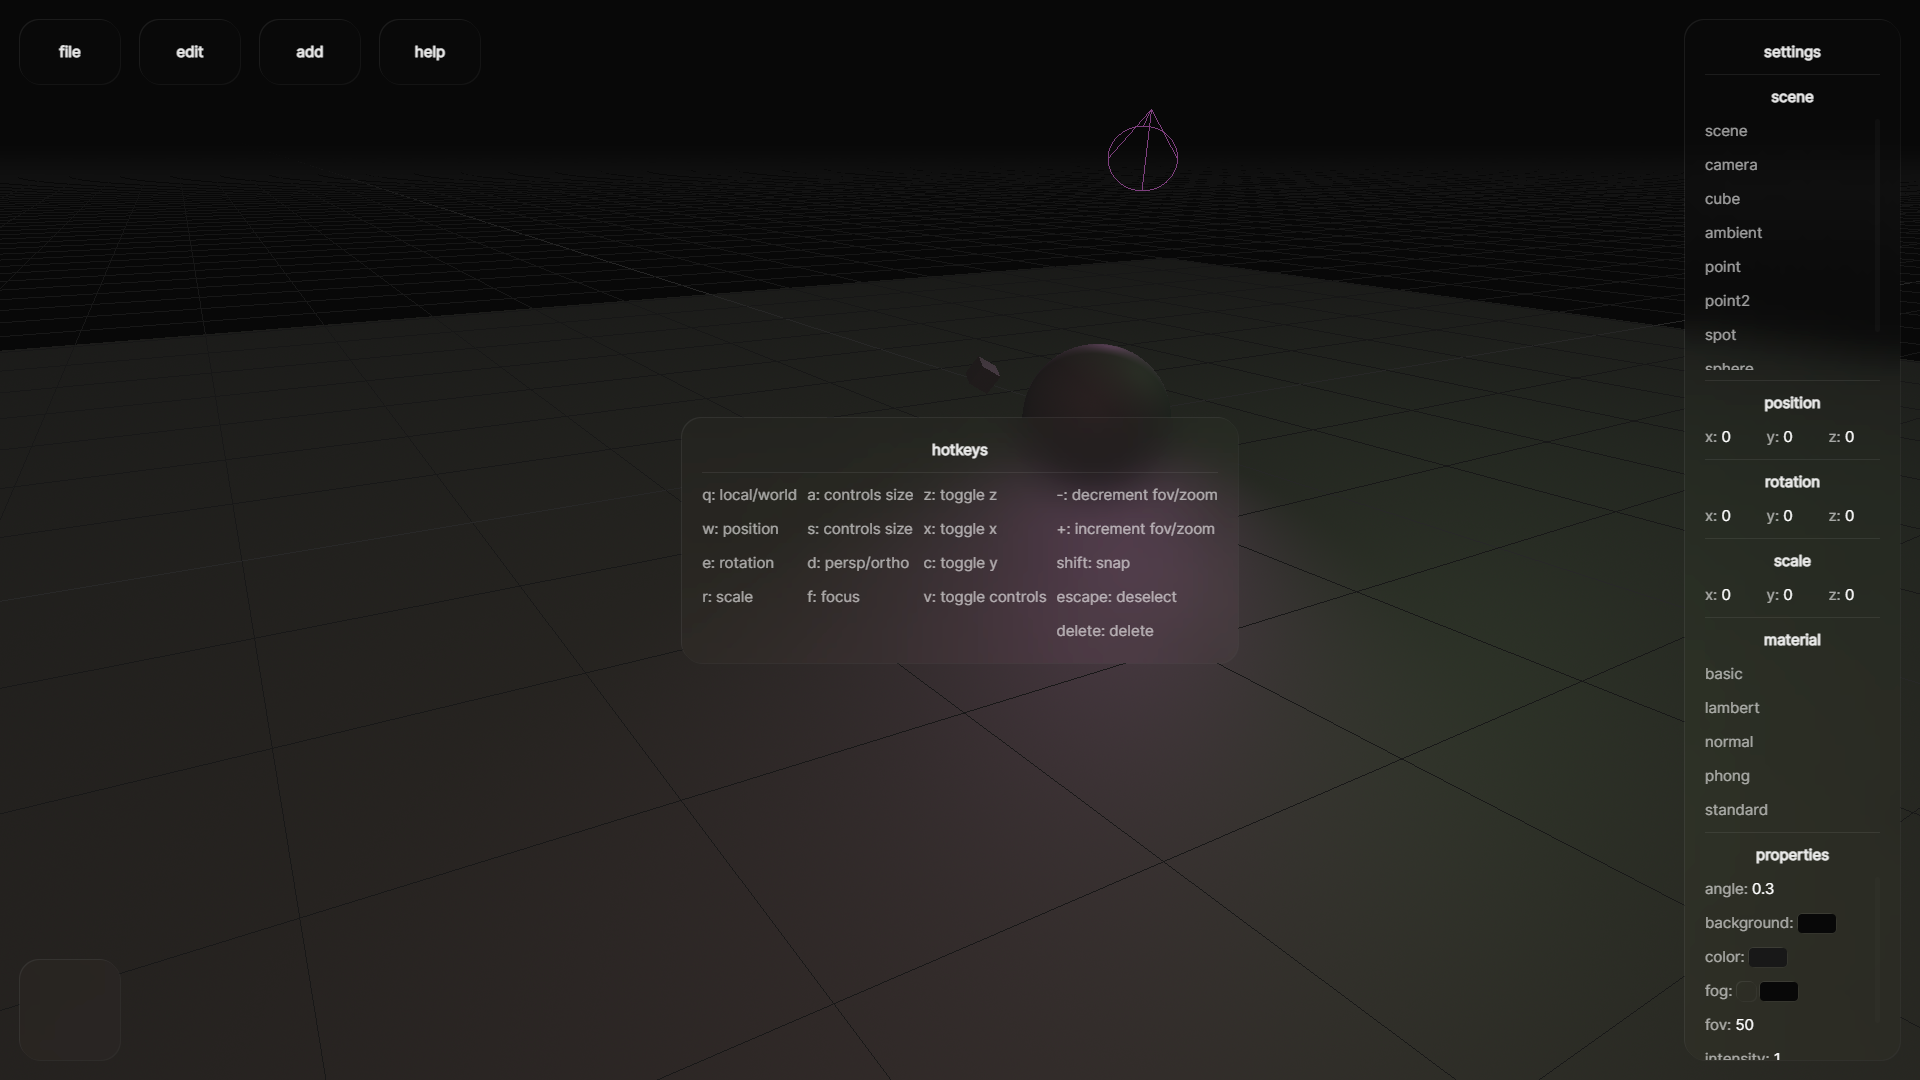 file
edit
add
help
hotkeys
q: local/world a: controls size z: toggle z -: decrement fov/zoom
w: position s: controls size x: toggle x +: increment fov/zoom
e: rotation d: persp/ortho c: toggle y shift: snap
r: scale f: focus v: toggle controls escape: deselect
delete: delete
settings
scene
scene
camera
cube
ambient
point
point2
spot
sphere
position
x: 0 y: 0 z: 0
rotation
x: 0 y: 0 z: 0
scale
x: 0 y: 0 z: 0
material
basic
lambert
normal
phong
standard
properties
angle: 0.3
background:
color:
fog:
fov: 50
intensity: 1